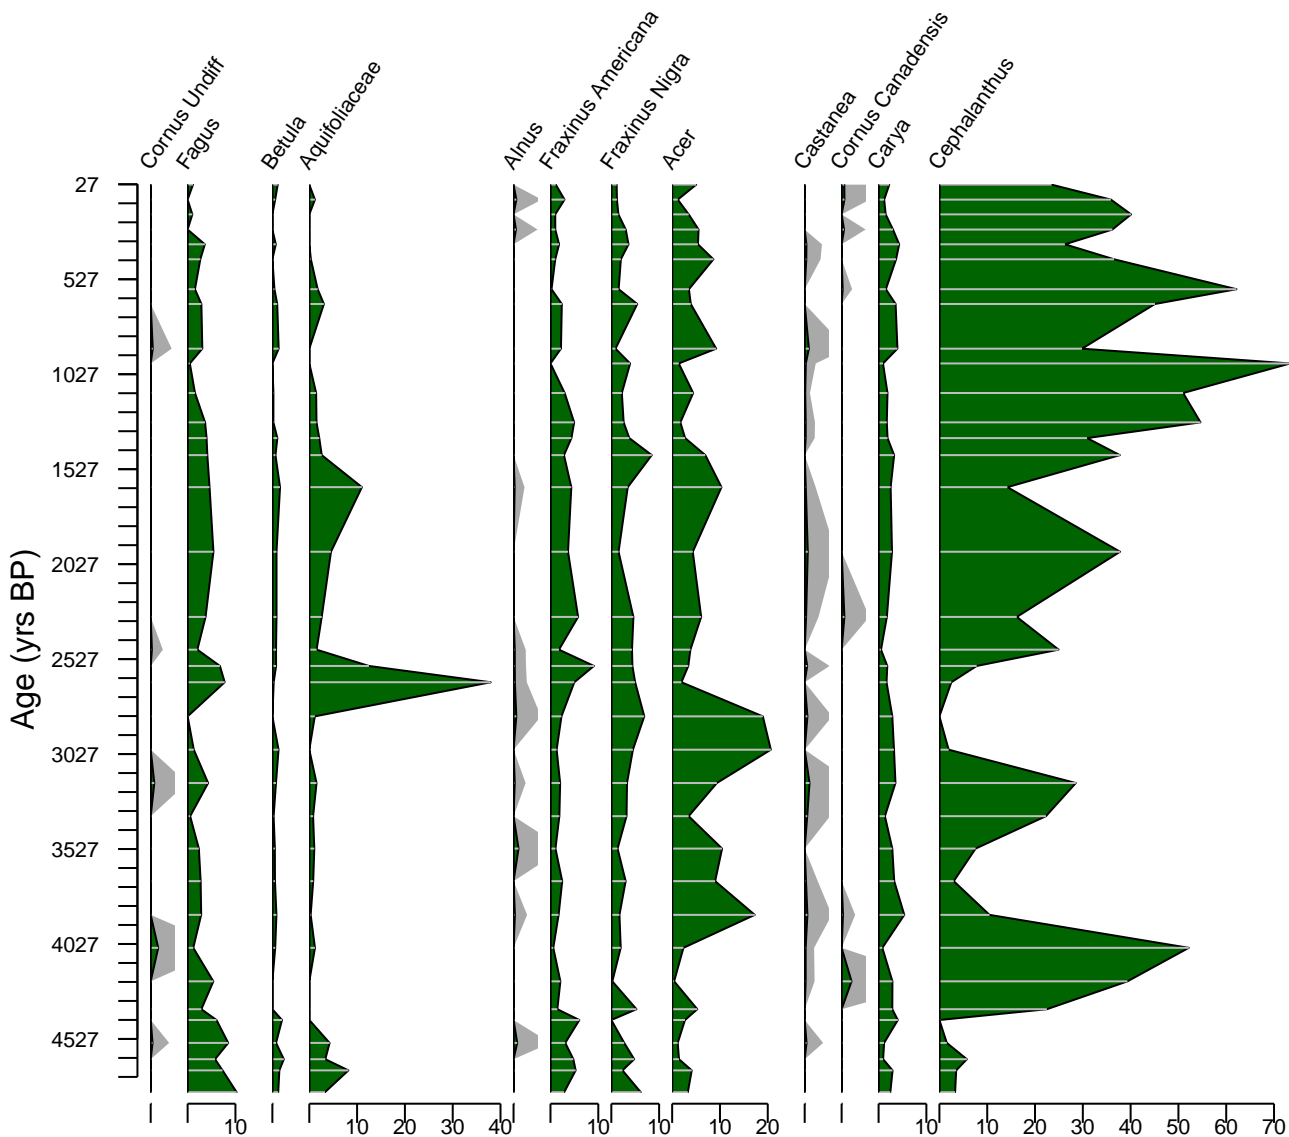 Cornus Undiff
Fagus
Betula
Aquifoliaceae
Alnus
Fraxinus Americana
Fraxinus Nigra
Acer
Castanea
Cornus Canadensis
Carya
Cephalanthus
Age (yrs BP)
27
527
1027
1527
2027
2527
3027
3527
4027
4527
10 10 20 30 40 10 10 10 20 10 10 20 30 40 50 60 70